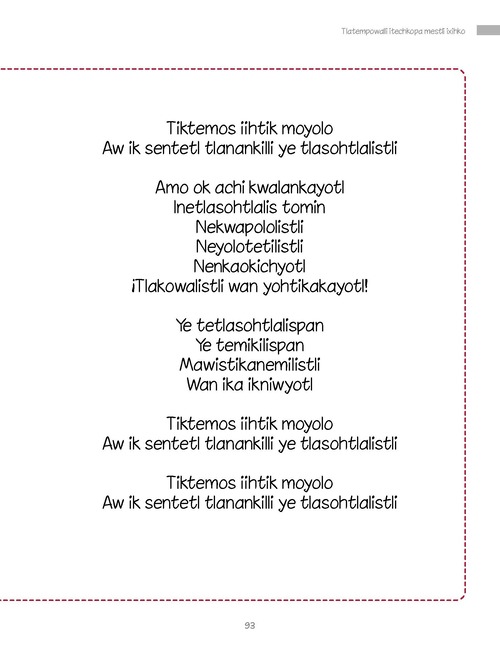 Tlatempowalli itechkopa mestli ixihko
Tiktemos iihtik moyolo
Aw ik sentetl tlanankilli ye tlasohtlalistli
Amo ok achi kwalankayotl
Inetlasohtlalis tomin
Nekwapololistli
Neyolotetilistli
Nenkaokichyotl
¡Tlakowalistli wan yohtikakayotl!
Ye tetlasohtlalispan
Ye temikilispan
Mawistikanemilistli
Wan ika ikniwyotl
Tiktemos iihtik moyolo
Aw ik sentetl tlanankilli ye tlasohtlalistli
Tiktemos iihtik moyolo
Aw ik sentetl tlanankilli ye tlasohtlalistli
93